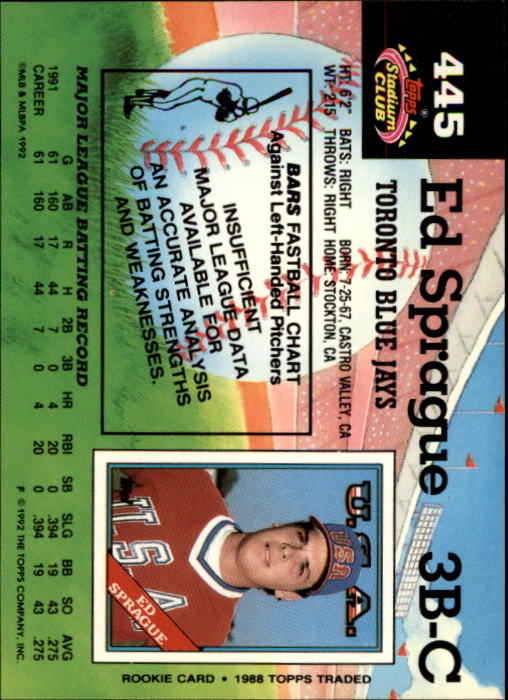 445
Topps
Stadium
CLUB
®
Ed Sprague 3B-C
TORONTO BLUE JAYS
HT: 6'2" BATS: RIGHT BORN: 7-25-67, CASTRO VALLEY, CA
WT: 215 THROWS: RIGHT HOME: STOCKTON, CA
BARS FASTBALL CHART
Against Left-Handed Pitchers
INSUFFICIENT
MAJOR LEAGUE DATA
AVAILABLE FOR
AN ACCURATE ANALYSIS
OF BATTING STRENGTHS
AND WEAKNESSES.
U.S.A.
USA
U.S.A
Topps
ED
SPRAGUE
ROOKIE CARD • 1988 TOPPS TRADED
MAJOR LEAGUE BATTING RECORD
G AB R H 2B 3B HR RBI SB SLG BB SO AVG
1991 61 160 17 44 7 0 4 20 0 .394 19 43 .275
CAREER 61 160 17 44 7 0 4 20 0 .394 19 43 .275
©MLB & MLBPA 1992
F © 1992 THE TOPPS COMPANY, INC.